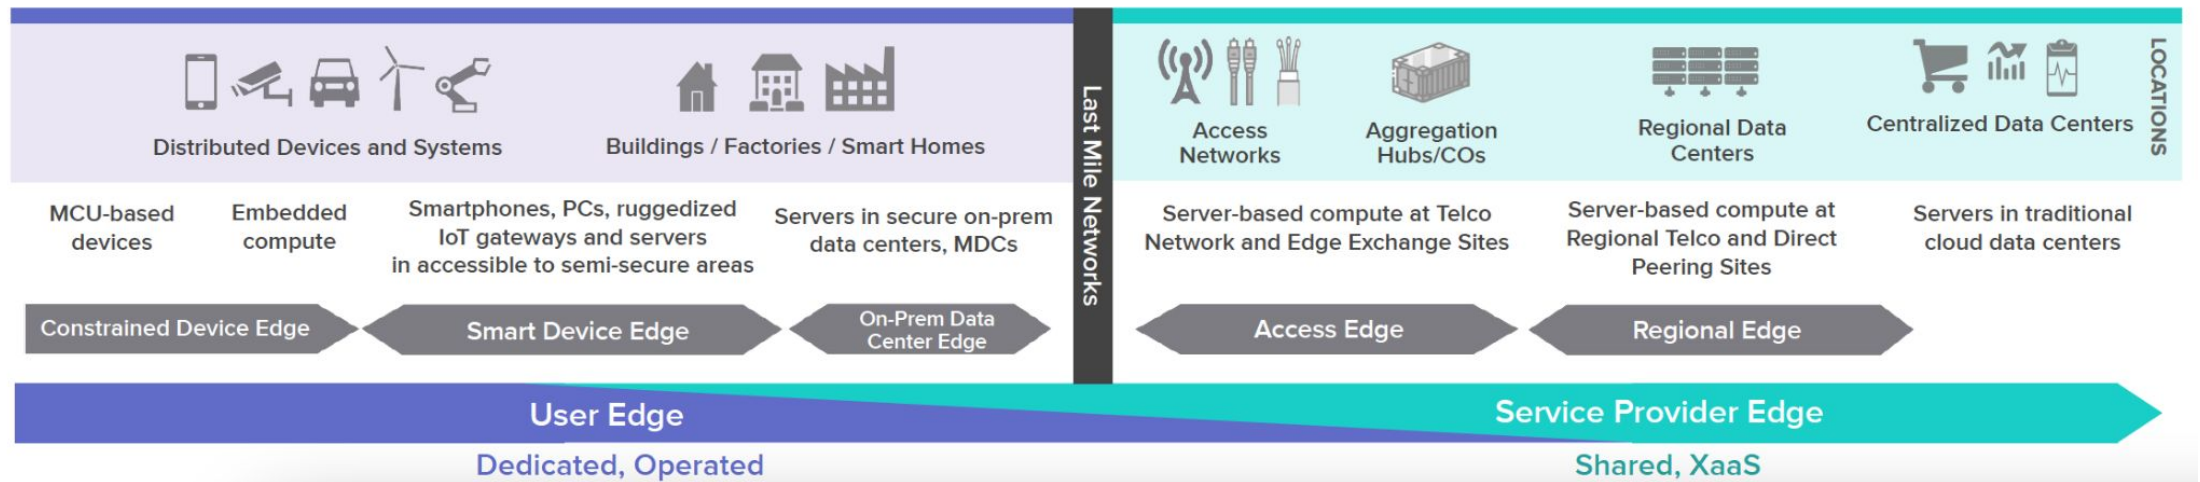 Distributed Devices and Systems
Buildings / Factories / Smart Homes
Last Mile Networks
Access
Networks
Aggregation
Hubs/COs
Regional Data
Centers
Centralized Data Centers
LOCATIONS
MCU-based
devices
Embedded
compute
Smartphones, PCs, ruggedized
IoT gateways and servers
in accessible to semi-secure areas
Servers in secure on-prem
data centers, MDCs
Server-based compute at Telco
Network and Edge Exchange Sites
Server-based compute at
Regional Telco and Direct
Peering Sites
Servers in traditional
cloud data centers
Constrained Device Edge
Smart Device Edge
On-Prem Data
Center Edge
Access Edge
Regional Edge
User Edge
Service Provider Edge
Dedicated, Operated
Shared, XaaS